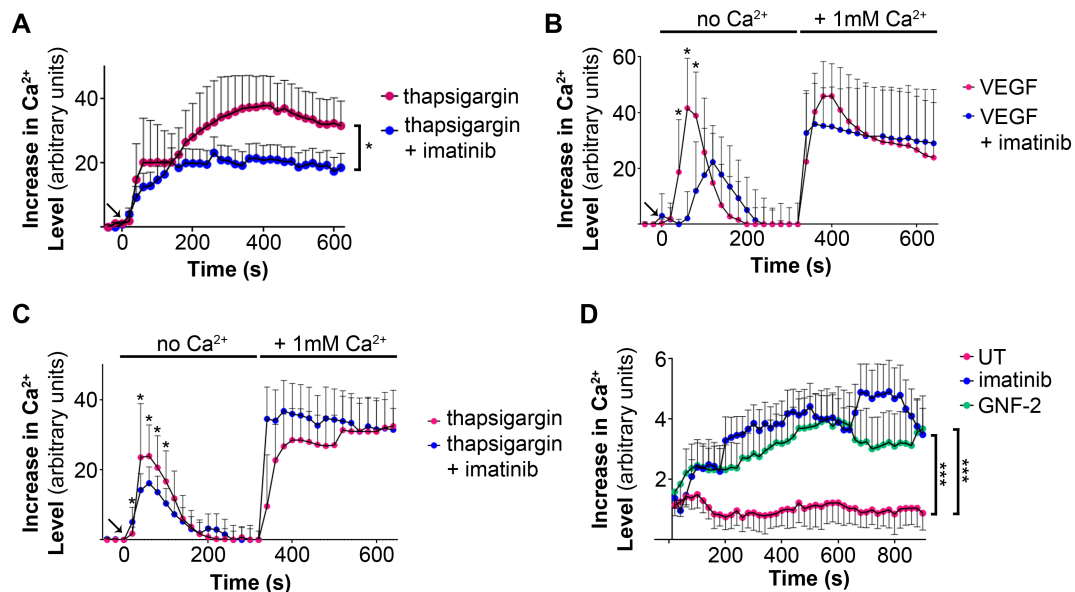 A
Increase in Ca²⁺
Level (arbitrary units)
40
20
0
0
200
400
600
Time (s)
thapsigargin
thapsigargin
+ imatinib
*
B
no Ca²⁺
+ 1mM Ca²⁺
Increase in Ca²⁺
Level (arbitrary units)
60
40
20
0
200
400
600
Time (s)
*
*
*
VEGF
VEGF
+ imatinib
C
no Ca²⁺
+ 1mM Ca²⁺
Increase in Ca²⁺
Level (arbitrary units)
40
20
0
200
400
600
Time (s)
*
*
*
*
*
thapsigargin
thapsigargin
+ imatinib
D
Increase in Ca²⁺
Level (arbitrary units)
6
4
2
200
400
600
800
Time (s)
UT
imatinib
GNF-2
***
***